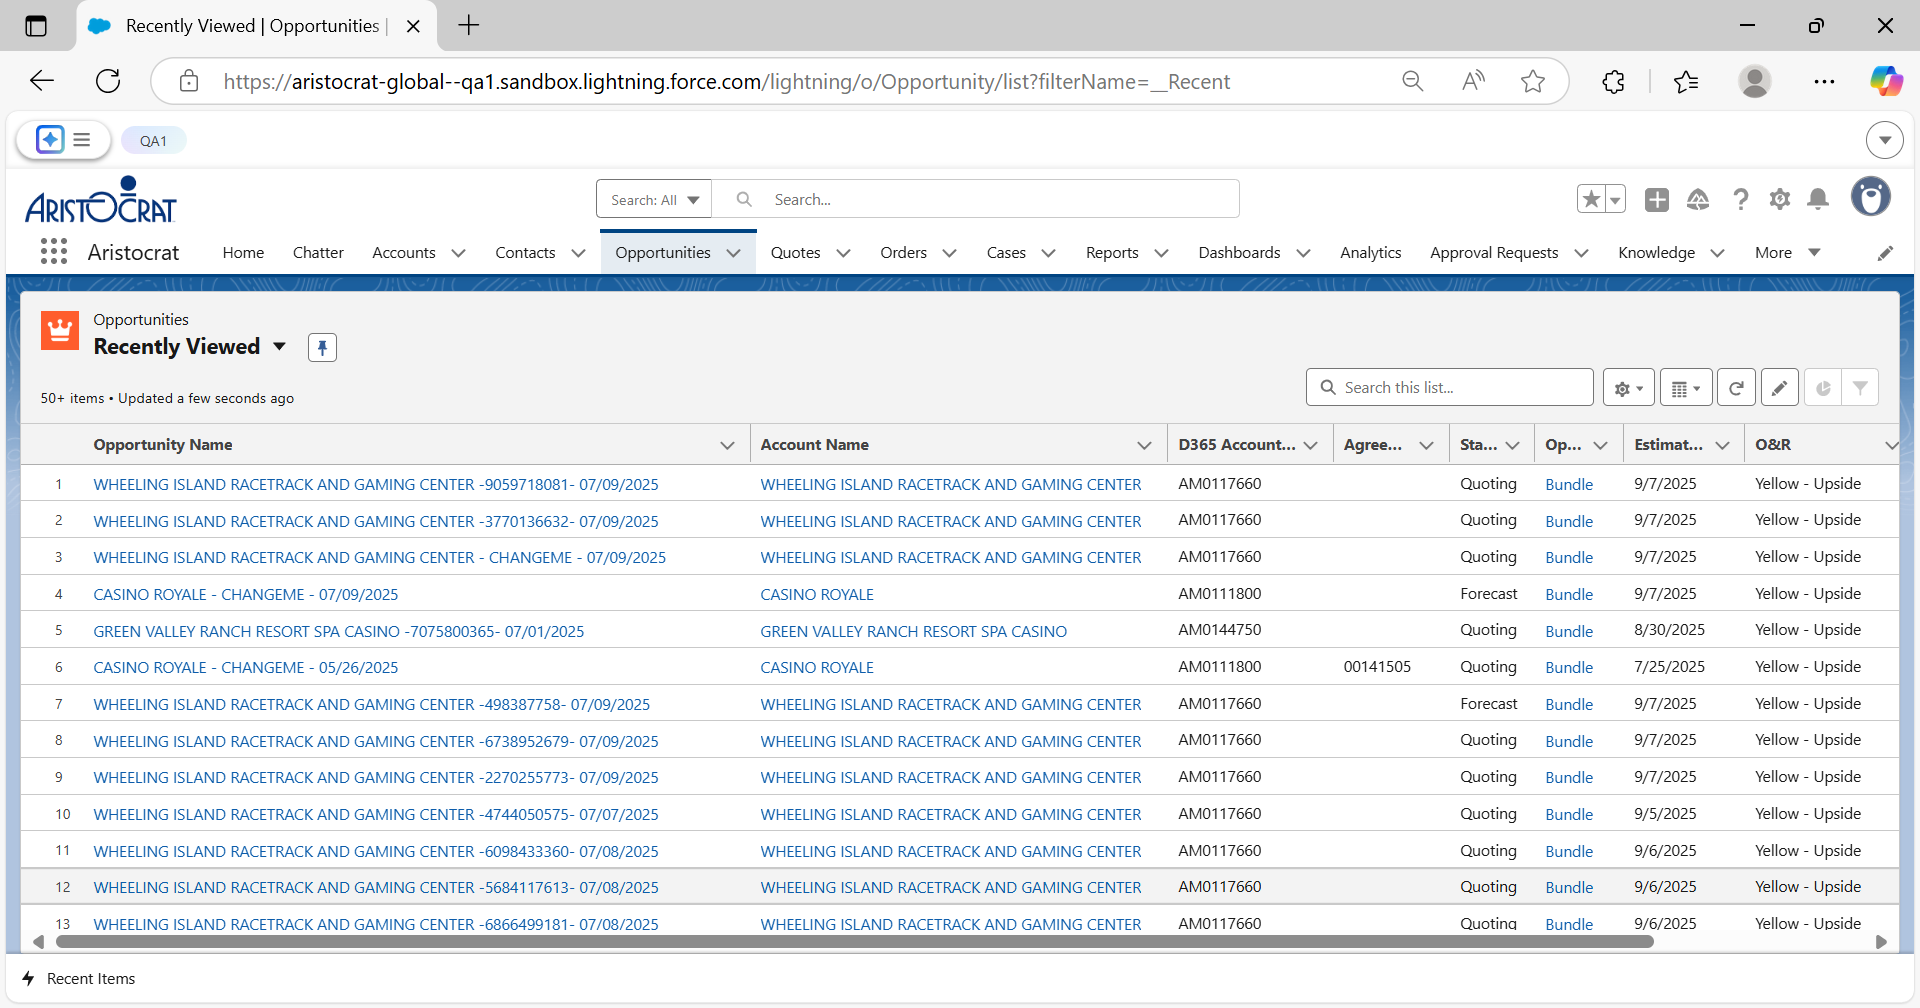 Recently Viewed | Opportunities |
https://aristocrat-global--qa1.sandbox.lightning.force.com/lightning/o/Opportunity/list?filterName=__Recent
QA1
ARISTOCRAT
Search: All
Search...
Aristocrat
Home
Chatter
Accounts
Contacts
Opportunities
Quotes
Orders
Cases
Reports
Dashboards
Analytics
Approval Requests
Knowledge
More
Opportunities
Recently Viewed
50+ items • Updated a few seconds ago
Search this list...
Opportunity Name Account Name D365 Account... Agree... Sta... Op... Estimat... O&R
1 WHEELING ISLAND RACETRACK AND GAMING CENTER -9059718081- 07/09/2025 WHEELING ISLAND RACETRACK AND GAMING CENTER AM0117660 Quoting Bundle 9/7/2025 Yellow - Upside
2 WHEELING ISLAND RACETRACK AND GAMING CENTER -3770136632- 07/09/2025 WHEELING ISLAND RACETRACK AND GAMING CENTER AM0117660 Quoting Bundle 9/7/2025 Yellow - Upside
3 WHEELING ISLAND RACETRACK AND GAMING CENTER - CHANGEME - 07/09/2025 WHEELING ISLAND RACETRACK AND GAMING CENTER AM0117660 Quoting Bundle 9/7/2025 Yellow - Upside
4 CASINO ROYALE - CHANGEME - 07/09/2025 CASINO ROYALE AM0111800 Forecast Bundle 9/7/2025 Yellow - Upside
5 GREEN VALLEY RANCH RESORT SPA CASINO -7075800365- 07/01/2025 GREEN VALLEY RANCH RESORT SPA CASINO AM0144750 Quoting Bundle 8/30/2025 Yellow - Upside
6 CASINO ROYALE - CHANGEME - 05/26/2025 CASINO ROYALE AM0111800 00141505 Quoting Bundle 7/25/2025 Yellow - Upside
7 WHEELING ISLAND RACETRACK AND GAMING CENTER -498387758- 07/09/2025 WHEELING ISLAND RACETRACK AND GAMING CENTER AM0117660 Forecast Bundle 9/7/2025 Yellow - Upside
8 WHEELING ISLAND RACETRACK AND GAMING CENTER -6738952679- 07/09/2025 WHEELING ISLAND RACETRACK AND GAMING CENTER AM0117660 Quoting Bundle 9/7/2025 Yellow - Upside
9 WHEELING ISLAND RACETRACK AND GAMING CENTER -2270255773- 07/09/2025 WHEELING ISLAND RACETRACK AND GAMING CENTER AM0117660 Quoting Bundle 9/7/2025 Yellow - Upside
10 WHEELING ISLAND RACETRACK AND GAMING CENTER -4744050575- 07/07/2025 WHEELING ISLAND RACETRACK AND GAMING CENTER AM0117660 Quoting Bundle 9/5/2025 Yellow - Upside
11 WHEELING ISLAND RACETRACK AND GAMING CENTER -6098433360- 07/08/2025 WHEELING ISLAND RACETRACK AND GAMING CENTER AM0117660 Quoting Bundle 9/6/2025 Yellow - Upside
12 WHEELING ISLAND RACETRACK AND GAMING CENTER -5684117613- 07/08/2025 WHEELING ISLAND RACETRACK AND GAMING CENTER AM0117660 Quoting Bundle 9/6/2025 Yellow - Upside
13 WHEELING ISLAND RACETRACK AND GAMING CENTER -6866499181- 07/08/2025 WHEELING ISLAND RACETRACK AND GAMING CENTER AM0117660 Quoting Bundle 9/6/2025 Yellow - Upside
Recent Items